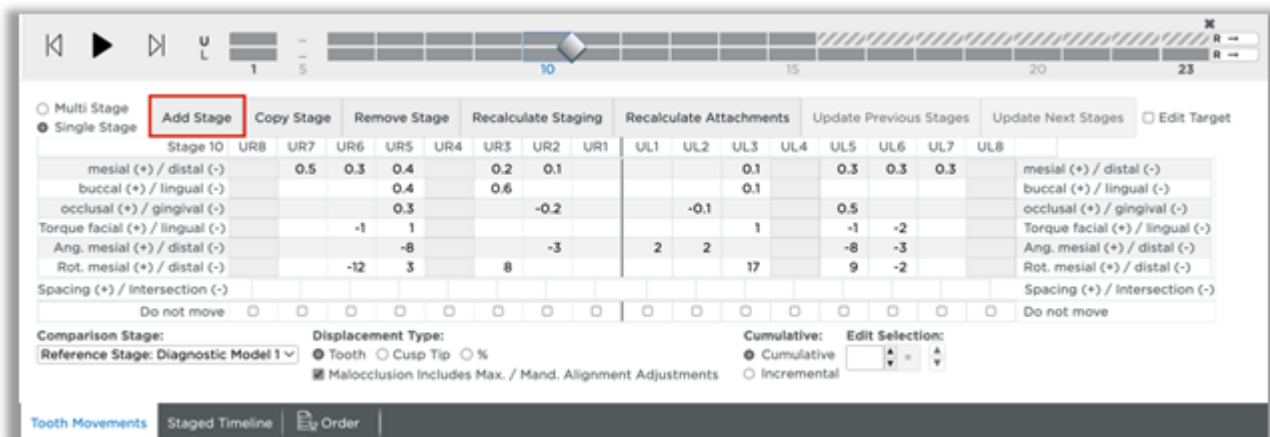 U
L
R →
R →
1 5 10 15 20 23
Multi Stage
Single Stage
Add Stage Copy Stage Remove Stage Recalculate Staging Recalculate Attachments Update Previous Stages Update Next Stages Edit Target
Stage 10 UR8 UR7 UR6 UR5 UR4 UR3 UR2 UR1 UL1 UL2 UL3 UL4 UL5 UL6 UL7 UL8
mesial (+) / distal (-) 0.5 0.3 0.4 0.2 0.1 0.1 0.3 0.3 0.3 mesial (+) / distal (-)
buccal (+) / lingual (-) 0.4 0.6 0.1 buccal (+) / lingual (-)
occlusal (+) / gingival (-) 0.3 -0.2 -0.1 0.5 occlusal (+) / gingival (-)
Torque facial (+) / lingual (-) -1 1 1 -1 -2 Torque facial (+) / lingual (-)
Ang. mesial (+) / distal (-) -8 -3 2 2 -8 -3 Ang. mesial (+) / distal (-)
Rot. mesial (+) / distal (-) -12 3 8 17 9 -2 Rot. mesial (+) / distal (-)
Spacing (+) / Intersection (-) Spacing (+) / Intersection (-)
Do not move Do not move
Comparison Stage: Displacement Type: Cumulative: Edit Selection:
Reference Stage: Diagnostic Model 1 Tooth Cusp Tip % Cumulative =
Malocclusion Includes Max. / Mand. Alignment Adjustments Incremental
Tooth Movements Staged Timeline Order